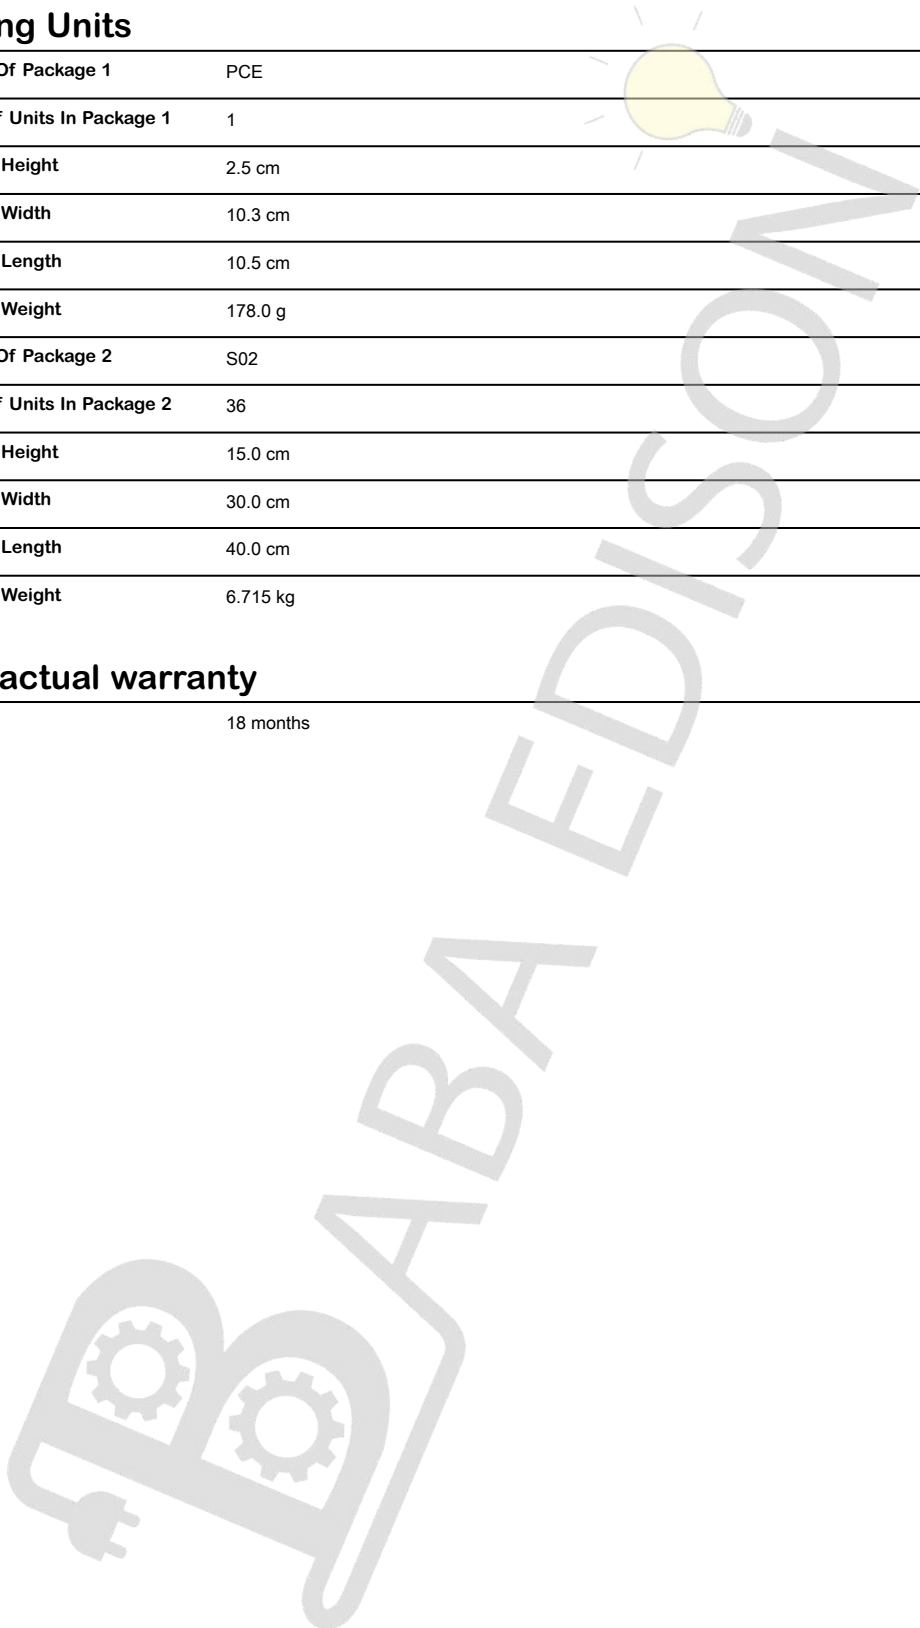 ng Units
Of Package 1 PCE
f Units In Package 1 1
Height 2.5 cm
Width 10.3 cm
Length 10.5 cm
Weight 178.0 g
Of Package 2 S02
f Units In Package 2 36
Height 15.0 cm
Width 30.0 cm
Length 40.0 cm
Weight 6.715 kg
actual warranty
18 months
BABA EDISON